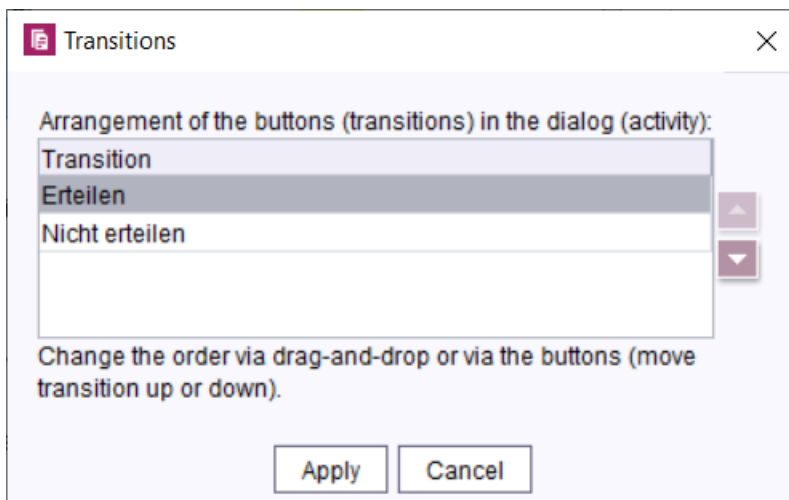 Transitions
Arrangement of the buttons (transitions) in the dialog (activity):
Transition
Erteilen
Nicht erteilen
Change the order via drag-and-drop or via the buttons (move
transition up or down).
Apply Cancel